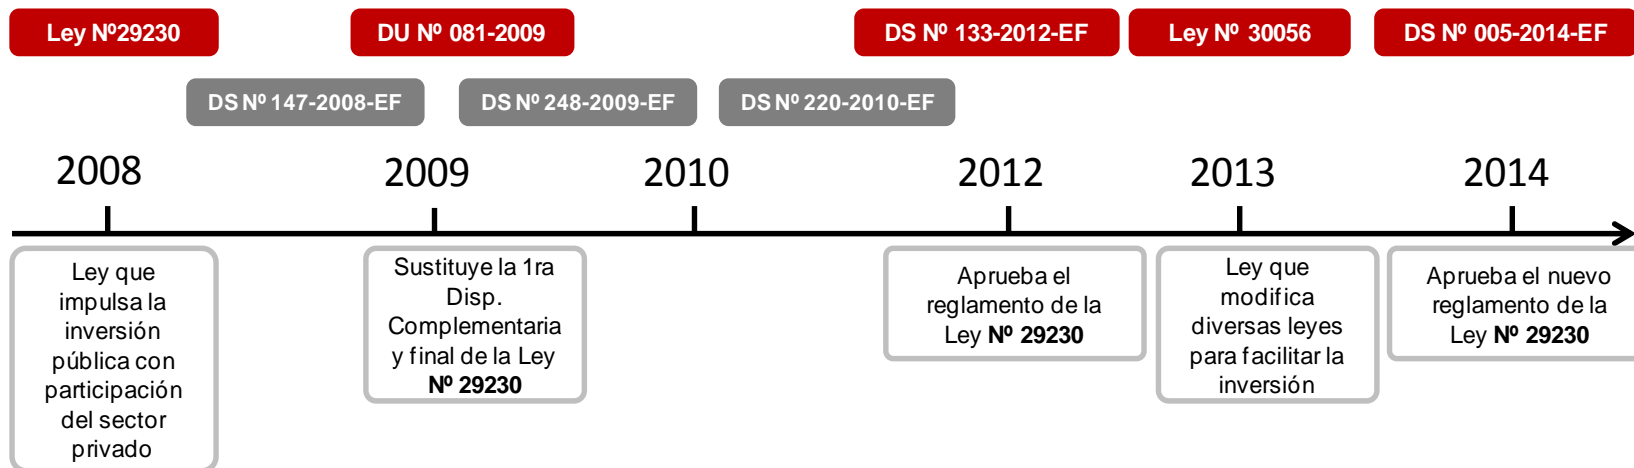 Ley Nº29230
DU Nº 081-2009
DS Nº 133-2012-EF
Ley Nº 30056
DS Nº 005-2014-EF
DS Nº 147-2008-EF
DS Nº 248-2009-EF
DS Nº 220-2010-EF
2008
2009
2010
2012
2013
2014
Ley que
impulsa la
inversión
pública con
participación
del sector
privado
Sustituye la 1ra
Disp.
Complementaria
y final de la Ley
Nº 29230
Aprueba el
reglamento de la
Ley Nº 29230
Ley que
modifica
diversas leyes
para facilitar la
inversión
Aprueba el nuevo
reglamento de la
Ley Nº 29230